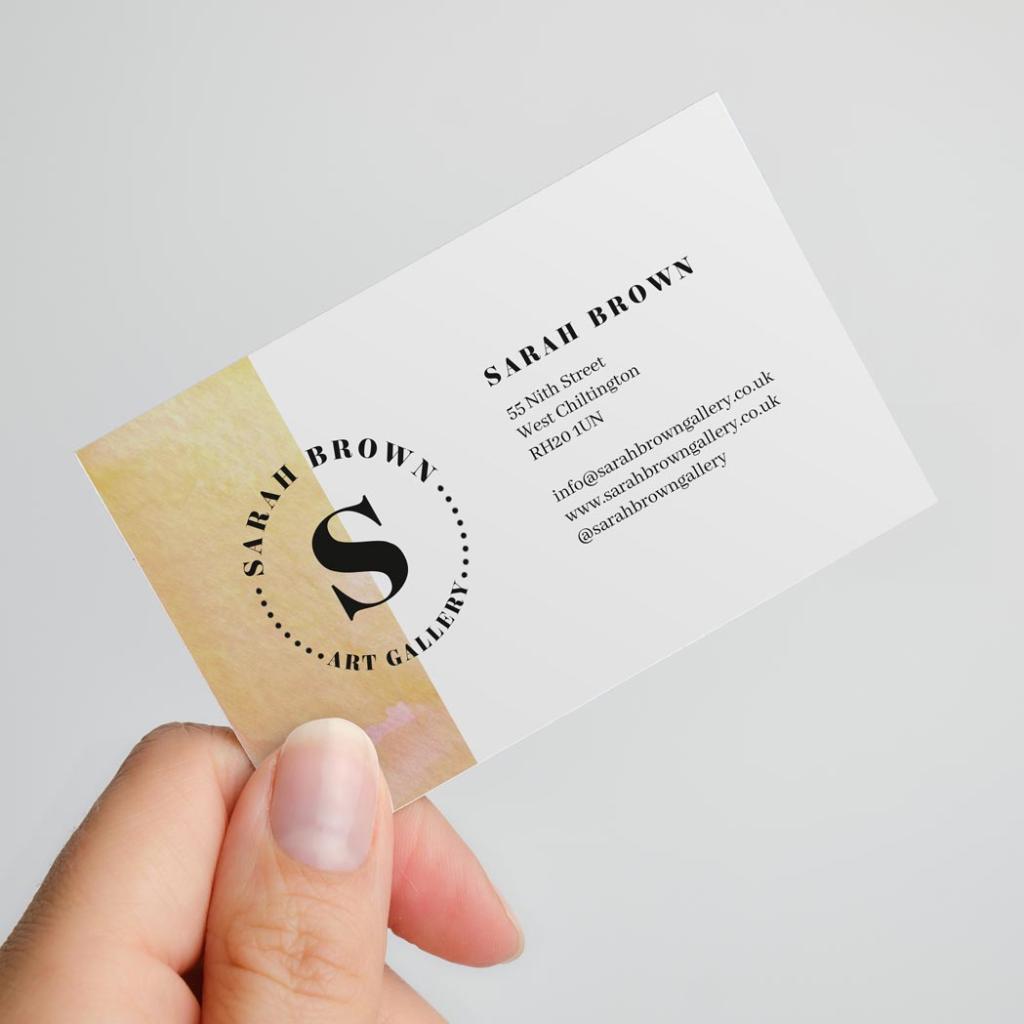 SARAH BROWN
S
ART GALLERY
SARAH BROWN
55 Nith Street
West Chiltington
RH20 1UN
info@sarahbrowngallery.co.uk
www.sarahbrowngallery.co.uk
@sarahbrowngallery